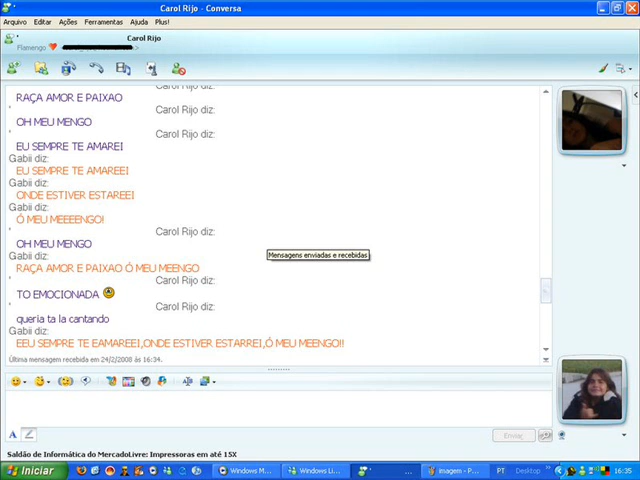 Carol Rijo - Conversa
Arquivo Editar Ações Ferramentas Ajuda Plus!
Carol Rijo
Flamengo
Carol Rijo diz:
RAÇA AMOR E PAIXAO
Carol Rijo diz:
OH MEU MENGO
Carol Rijo diz:
EU SEMPRE TE AMAREI
Gabii diz:
EU SEMPRE TE AMAREEI
Gabii diz:
ONDE ESTIVER ESTAREEI
Gabii diz:
Ó MEU MEEEENGO!
Carol Rijo diz:
OH MEU MENGO
Mensagens enviadas e recebidas
Gabii diz:
RAÇA AMOR E PAIXAO Ó MEU MEENGO
Carol Rijo diz:
TO EMOCIONADA
Carol Rijo diz:
queria ta la cantando
Gabii diz:
EEU SEMPRE TE EAMAREEI,ONDE ESTIVER ESTARREI,Ó MEU MEENGO!!
Última mensagem recebida em 24/2/2008 às 16:34.
A
Enviar
Saldão de Informática do MercadoLivre: Impressoras em até 15X
Iniciar Windows M... Windows Li... ... imagem - P... PT Desktop » 16:35